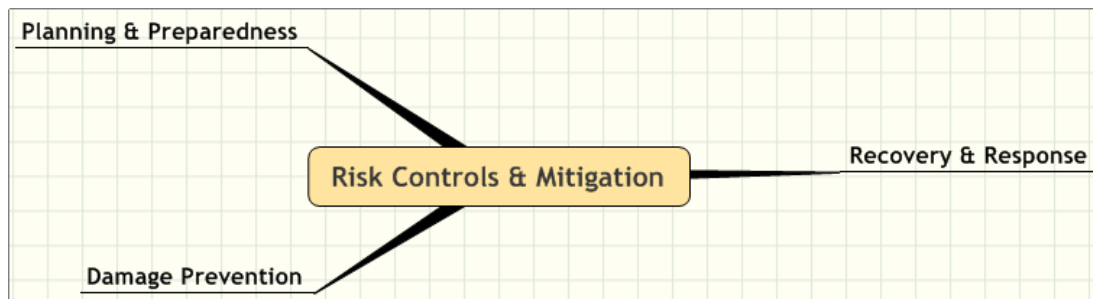 Planning & Preparedness
Recovery & Response
Risk Controls & Mitigation
Damage Prevention